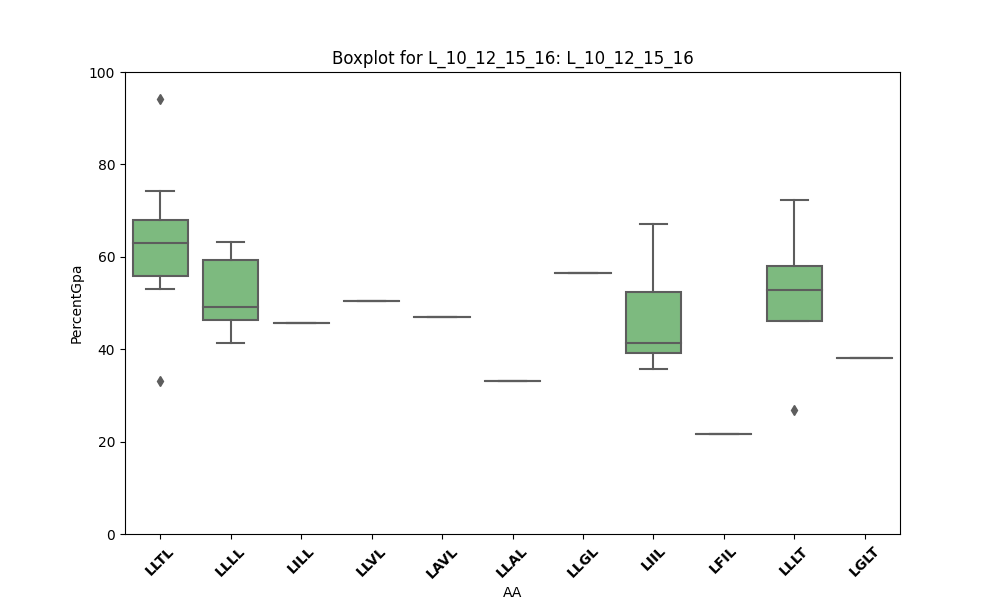 Boxplot for L_10_12_15_16: L_10_12_15_16
100
80
60
40
20
0
PercentGpa
LLTL
LLLL
LILL
LLVL
LAVL
LLAL
LLGL
LIIL
LFIL
LLLT
LGLT
AA